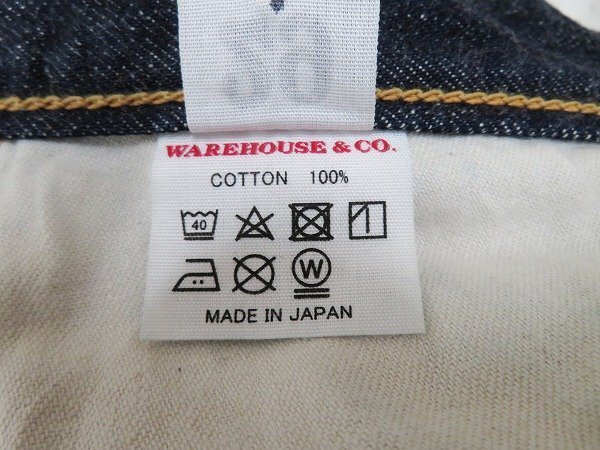 WAREHOUSE & CO.
COTTON 100%
40
W
MADE IN JAPAN